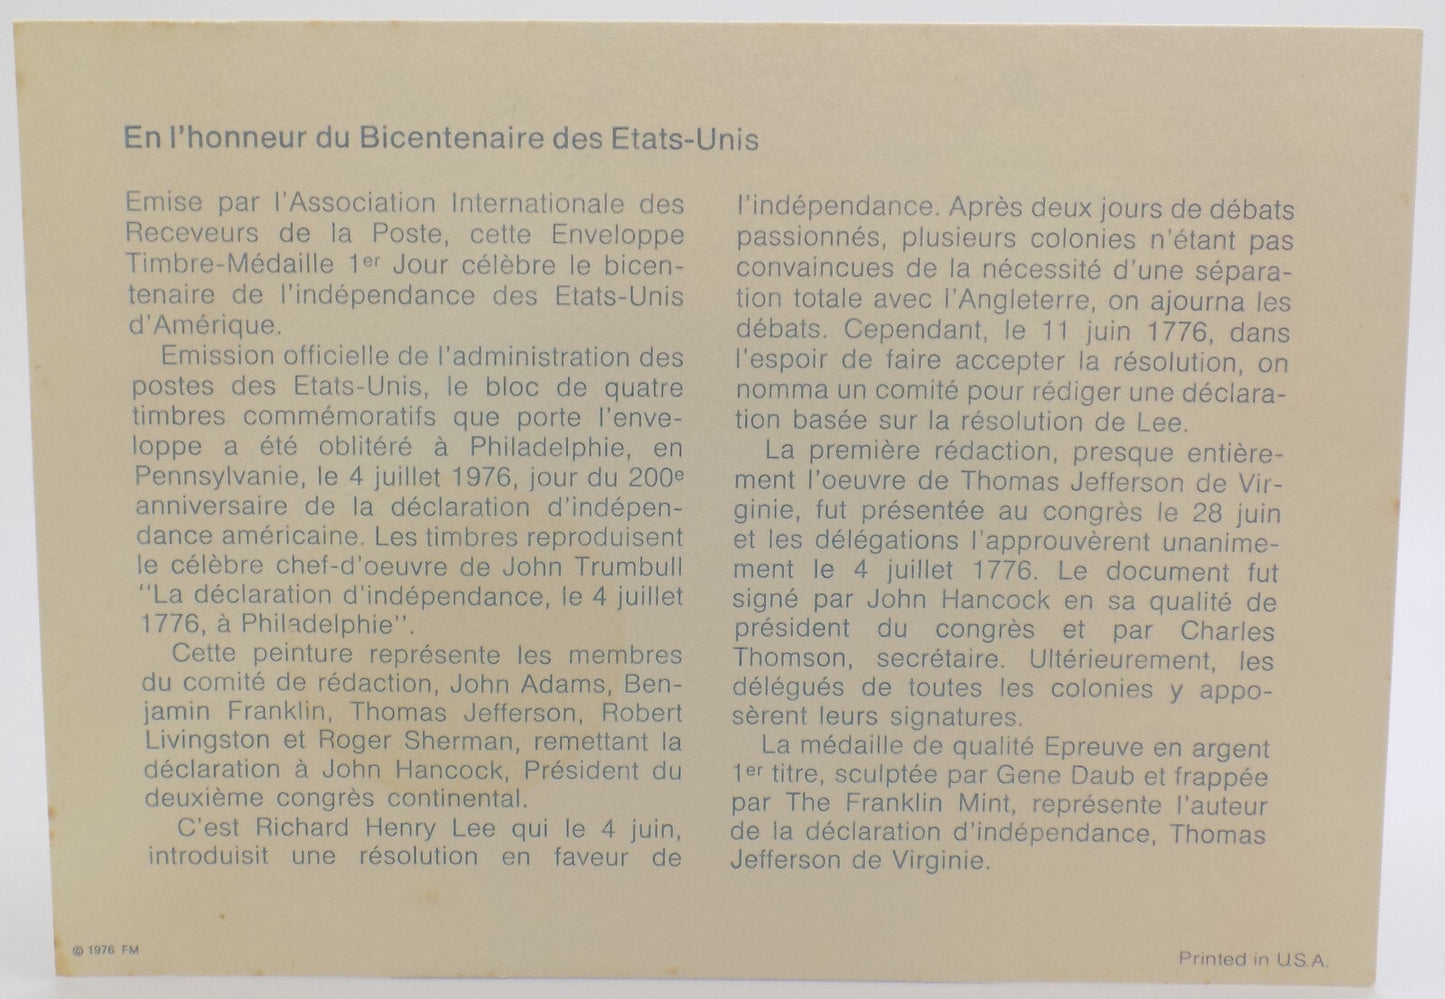 En l'honneur du Bicentenaire des Etats-Unis
Emise par l'Association Internationale des
Receveurs de la Poste, cette Enveloppe
Timbre-Médaille 1er Jour célèbre le bicen-
tenaire de l'indépendance des Etats-Unis
d'Amérique.
Emission officielle de l'administration des
postes des Etats-Unis, le bloc de quatre
timbres commémoratifs que porte l'enve-
loppe a été oblitéré à Philadelphie, en
Pennsylvanie, le 4 juillet 1976, jour du 200e
anniversaire de la déclaration d'indépen-
dance américaine. Les timbres reproduisent
le célèbre chef-d'oeuvre de John Trumbull
"La déclaration d'indépendance, le 4 juillet
1776, à Philadelphie".
Cette peinture représente les membres
du comité de rédaction, John Adams, Ben-
jamin Franklin, Thomas Jefferson, Robert
Livingston et Roger Sherman, remettant la
déclaration à John Hancock, Président du
deuxième congrès continental.
C'est Richard Henry Lee qui le 4 juin,
introduisit une résolution en faveur de
l'indépendance. Après deux jours de débats
passionnés, plusieurs colonies n'étant pas
convaincues de la nécessité d'une sépara-
tion totale avec l'Angleterre, on ajourna les
débats. Cependant, le 11 juin 1776, dans
l'espoir de faire accepter la résolution, on
nomma un comité pour rédiger une déclara-
tion basée sur la résolution de Lee.
La première rédaction, presque entière-
ment l'oeuvre de Thomas Jefferson de Vir-
ginie, fut présentée au congrès le 28 juin
et les délégations l'approuvèrent unanime-
ment le 4 juillet 1776. Le document fut
signé par John Hancock en sa qualité de
président du congrès et par Charles
Thomson, secrétaire. Ultérieurement, les
délégués de toutes les colonies y appo-
sèrent leurs signatures.
La médaille de qualité Epreuve en argent
1er titre, sculptée par Gene Daub et frappée
par The Franklin Mint, représente l'auteur
de la déclaration d'indépendance, Thomas
Jefferson de Virginie.
© 1976 FM
Printed in U.S.A.